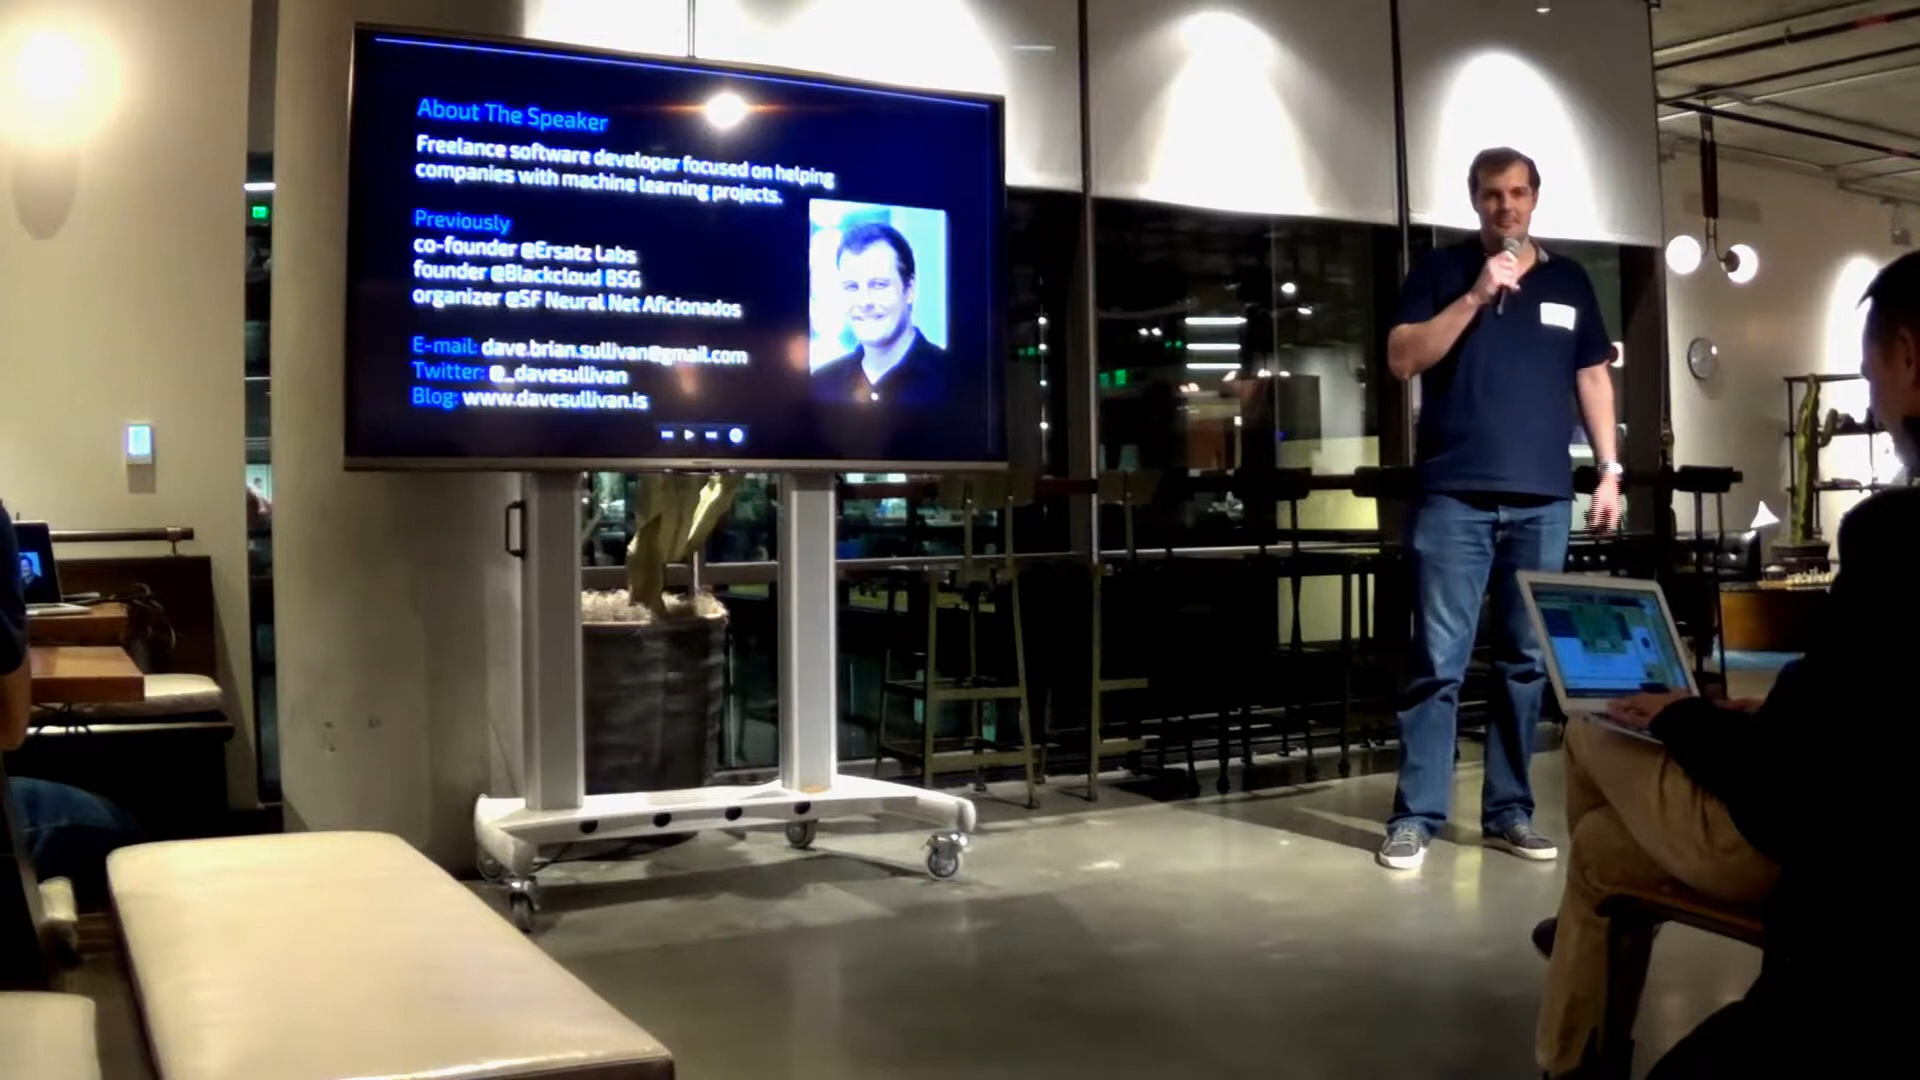 About The Speaker
Freelance software developer focused on helping
companies with machine learning projects.
Previously
co-founder @Ersatz Labs
founder @Blackcloud BSG
organizer @SF Neural Net Aficionados
E-mail: dave.brian.sullivan@gmail.com
Twitter: @_davesullivan
Blog: www.davesullivan.is